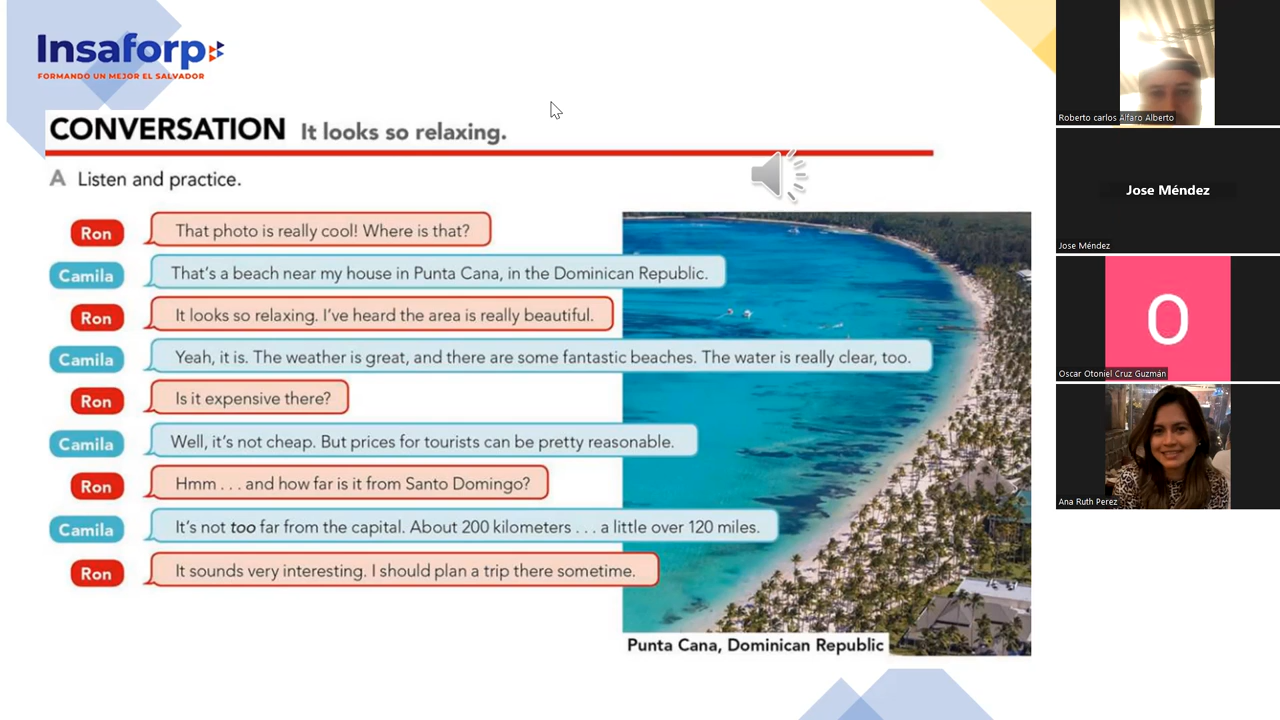 Insaforp
FORMANDO UN MEJOR EL SALVADOR
CONVERSATION It looks so relaxing.
A Listen and practice.
Ron That photo is really cool! Where is that?
Camila That's a beach near my house in Punta Cana, in the Dominican Republic.
Ron It looks so relaxing. I've heard the area is really beautiful.
Camila Yeah, it is. The weather is great, and there are some fantastic beaches. The water is really clear, too.
Ron Is it expensive there?
Camila Well, it's not cheap. But prices for tourists can be pretty reasonable.
Ron Hmm . . . and how far is it from Santo Domingo?
Camila It's not too far from the capital. About 200 kilometers . . . a little over 120 miles.
Ron It sounds very interesting. I should plan a trip there sometime.
Punta Cana, Dominican Republic
Roberto carlos Alfaro Alberto
Jose Méndez
Jose Méndez
O
Oscar Otoniel Cruz Guzmán
Ana Ruth Perez